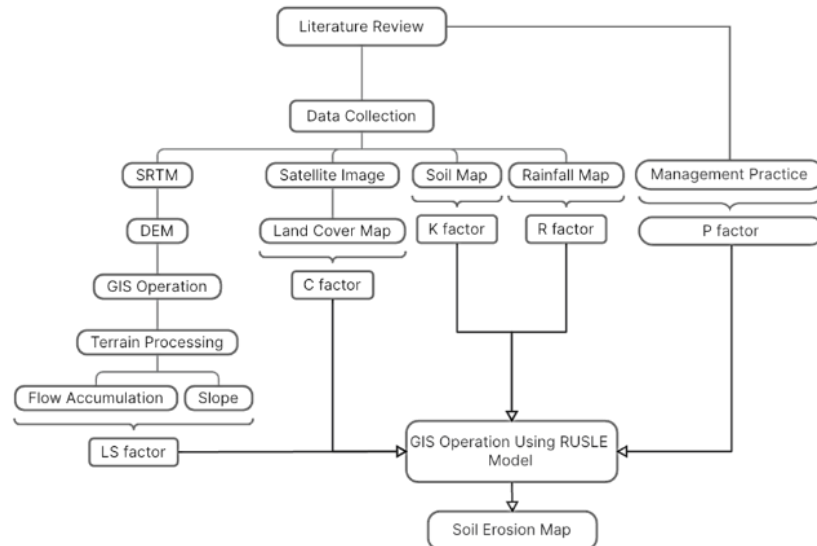 Literature Review
Data Collection
SRTM
Satellite Image
Soil Map
Rainfall Map
Management Practice
DEM
Land Cover Map
K factor
R factor
P factor
GIS Operation
C factor
Terrain Processing
Flow Accumulation
Slope
LS factor
GIS Operation Using RUSLE
Model
Soil Erosion Map